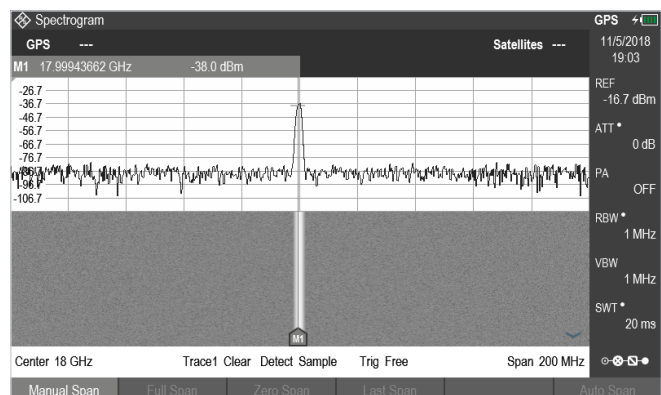 Spectrogram
GPS
GPS ---
Satellites ---
11/5/2018
19:03
M1 17.99943662 GHz -38.0 dBm
-26.7
-36.7
-46.7
-56.7
-66.7
-76.7
-96.7
-106.7
REF
-16.7 dBm
ATT
0 dB
PA
OFF
RBW
1 MHz
VBW
1 MHz
SWT
20 ms
M1
Center 18 GHz Trace1 Clear Detect Sample Trig Free Span 200 MHz
Manual Span Full Span Zero Span Last Span Auto Span